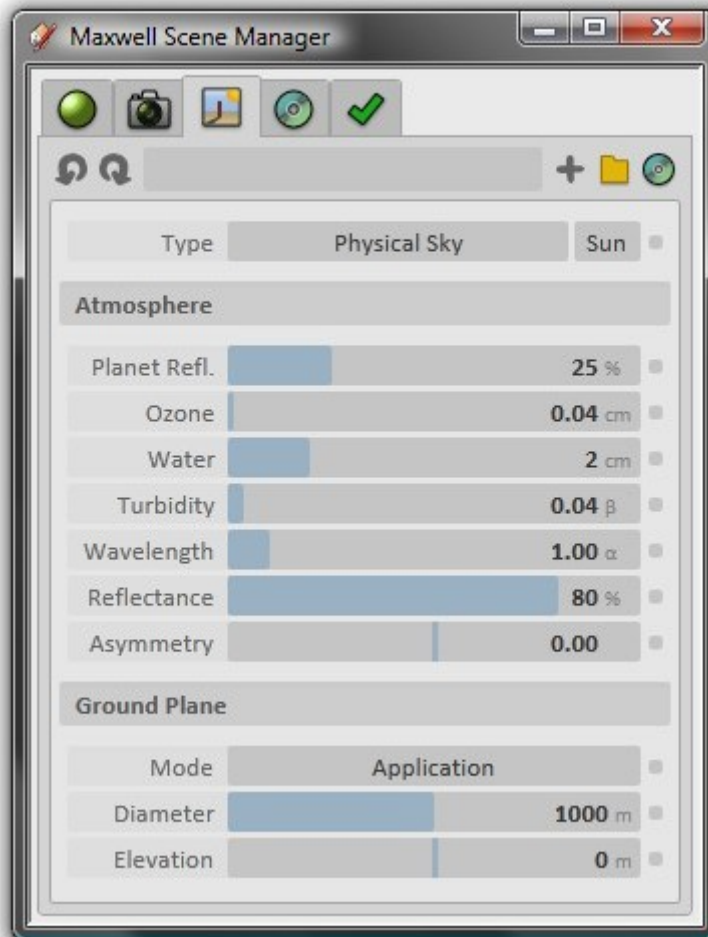 Maxwell Scene Manager
Type Physical Sky Sun
Atmosphere
Planet Refl. 25 %
Ozone 0.04 cm
Water 2 cm
Turbidity 0.04 β
Wavelength 1.00 α
Reflectance 80 %
Asymmetry 0.00
Ground Plane
Mode Application
Diameter 1000 m
Elevation 0 m